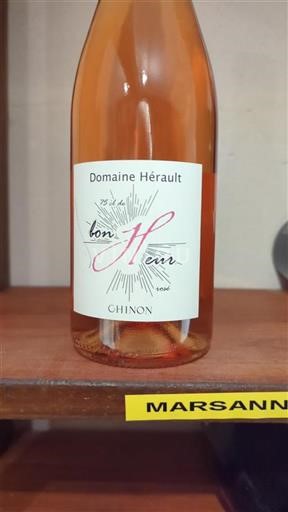 Domaine Hérault
75 cl de
bon Heur
rosé
CHINON
MARSANN